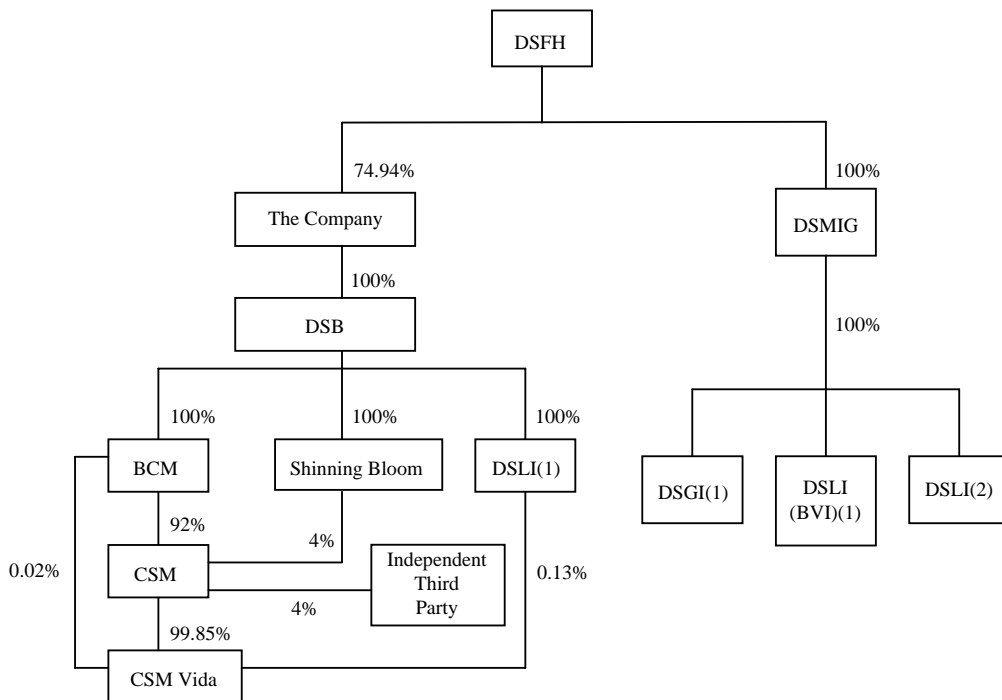 DSFH
74.94%
100%
The Company
DSMIG
100%
DSB
100%
100%
100%
100%
BCM
Shinning Bloom
DSLI(1)
DSGI(1)
DSLI
(BVI)(1)
DSLI(2)
92%
4%
0.02%
CSM
Independent
Third
Party
0.13%
4%
99.85%
CSM Vida